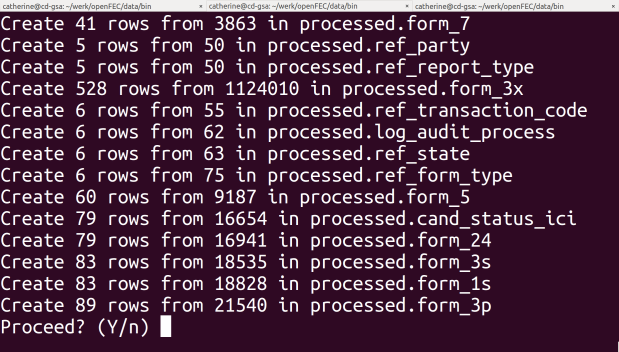 catherine@cd-gsa: ~/werk/openFEC/data/bin × catherine@cd-gsa: ~/werk/openFEC/data/bin × catherine@cd-gsa: ~/werk/openFEC/data/bin ×
Create 41 rows from 3863 in processed.form_7
Create 5 rows from 50 in processed.ref_party
Create 5 rows from 50 in processed.ref_report_type
Create 528 rows from 1124010 in processed.form_3x
Create 6 rows from 55 in processed.ref_transaction_code
Create 6 rows from 62 in processed.log_audit_process
Create 6 rows from 63 in processed.ref_state
Create 6 rows from 75 in processed.ref_form_type
Create 60 rows from 9187 in processed.form_5
Create 79 rows from 16654 in processed.cand_status_ici
Create 79 rows from 16941 in processed.form_24
Create 83 rows from 18535 in processed.form_3s
Create 83 rows from 18828 in processed.form_1s
Create 89 rows from 21540 in processed.form_3p
Proceed? (Y/n)